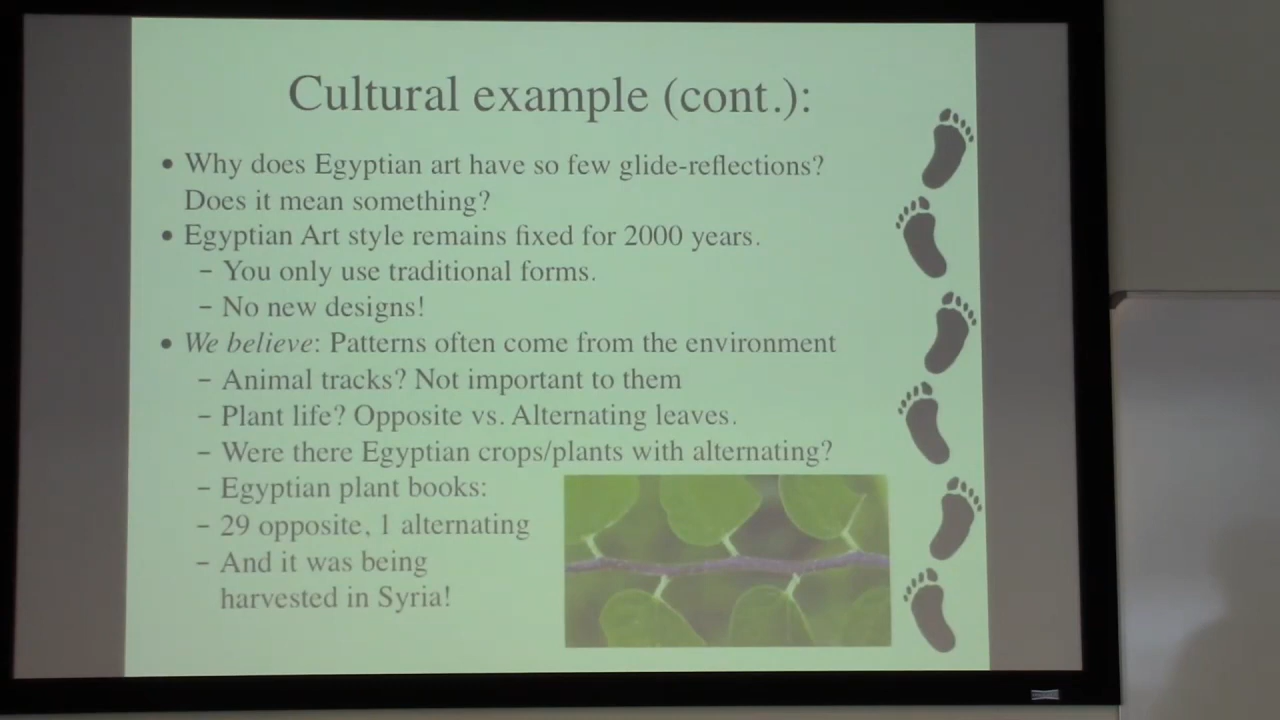 Cultural example (cont.):
• Why does Egyptian art have so few glide-reflections?
Does it mean something?
• Egyptian Art style remains fixed for 2000 years.
– You only use traditional forms.
– No new designs!
• We believe: Patterns often come from the environment
– Animal tracks? Not important to them
– Plant life? Opposite vs. Alternating leaves.
– Were there Egyptian crops/plants with alternating?
– Egyptian plant books:
– 29 opposite, 1 alternating
– And it was being
harvested in Syria!